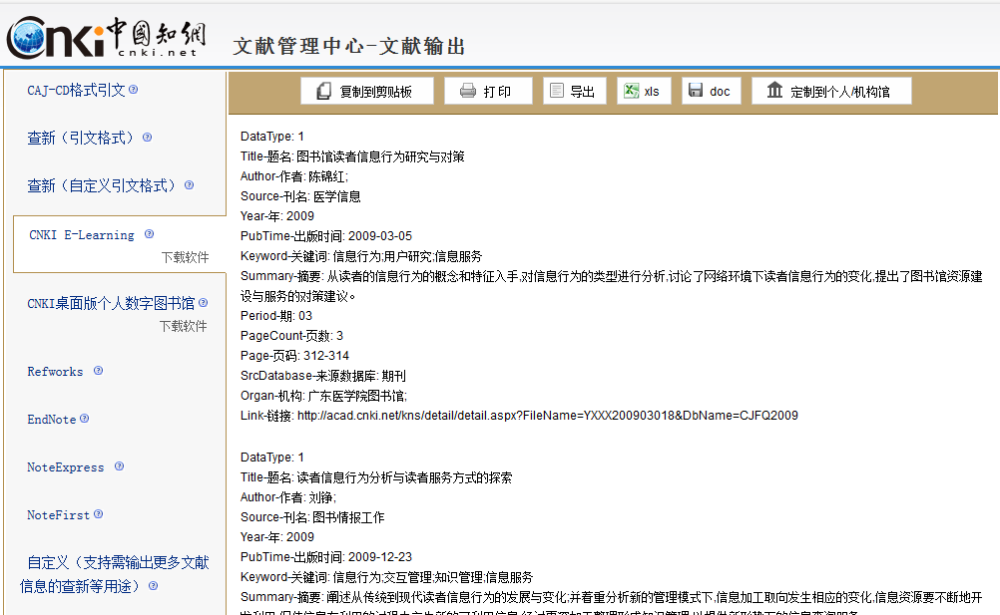 Cnki 中國知網
cnki.net
文献管理中心-文献输出
CAJ-CD格式引文
查新（引文格式）
查新（自定义引文格式）
CNKI E-Learning
下载软件
CNKI桌面版个人数字图书馆
下载软件
Refworks
EndNote
NoteExpress
NoteFirst
自定义（支持需输出更多文献
信息的查新等用途）
复制到剪贴板 打印 导出 xls doc 定制到个人/机构馆
DataType: 1
Title-题名: 图书馆读者信息行为研究与对策
Author-作者: 陈锦红;
Source-刊名: 医学信息
Year-年: 2009
PubTime-出版时间: 2009-03-05
Keyword-关键词: 信息行为;用户研究;信息服务
Summary-摘要: 从读者的信息行为的概念和特征入手,对信息行为的类型进行分析,讨论了网络环境下读者信息行为的变化,提出了图书馆资源建
设与服务的对策建议。
Period-期: 03
PageCount-页数: 3
Page-页码: 312-314
SrcDatabase-来源数据库: 期刊
Organ-机构: 广东医学院图书馆;
Link-链接: http://acad.cnki.net/kns/detail/detail.aspx?FileName=YXXX200903018&DbName=CJFQ2009
DataType: 1
Title-题名: 读者信息行为分析与读者服务方式的探索
Author-作者: 刘铮;
Source-刊名: 图书情报工作
Year-年: 2009
PubTime-出版时间: 2009-12-23
Keyword-关键词: 信息行为;交互管理;知识管理;信息服务
Summary-摘要: 阐述从传统到现代读者信息行为的发展与变化;并着重分析新的管理模式下,信息加工取向发生相应的变化,信息资源要不断地开